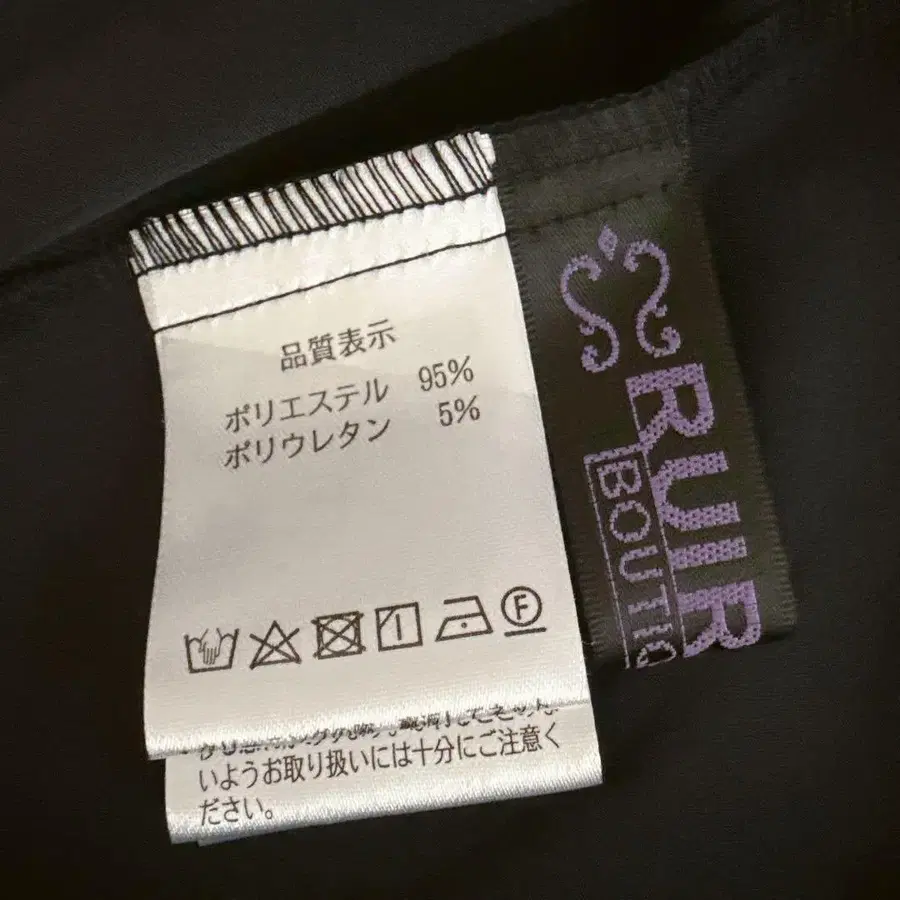 品質表示
ポリエステル 95%
ポリウレタン 5%
F
いようお取り扱いには十分にご注意く
ださい。
RUIR
BOUTIQ